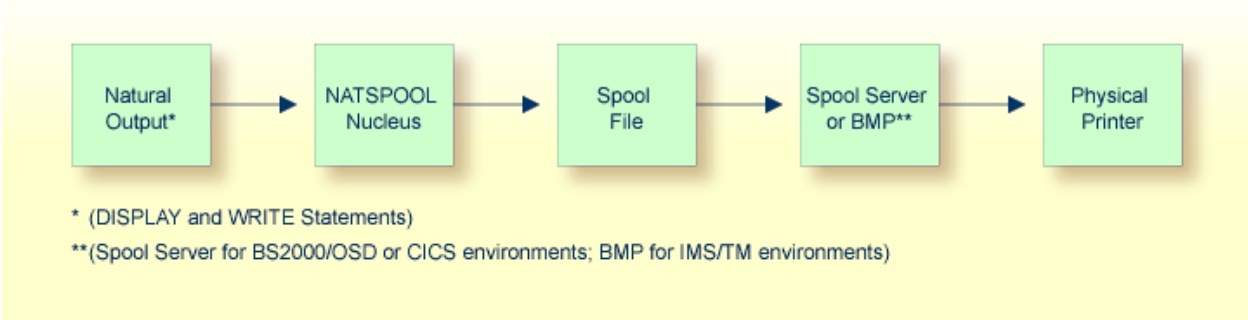 Natural
Output*
NATSPOOL
Nucleus
Spool
File
Spool Server
or BMP**
Physical
Printer
* (DISPLAY and WRITE Statements)
**(Spool Server for BS2000/OSD or CICS environments; BMP for IMS/TM environments)